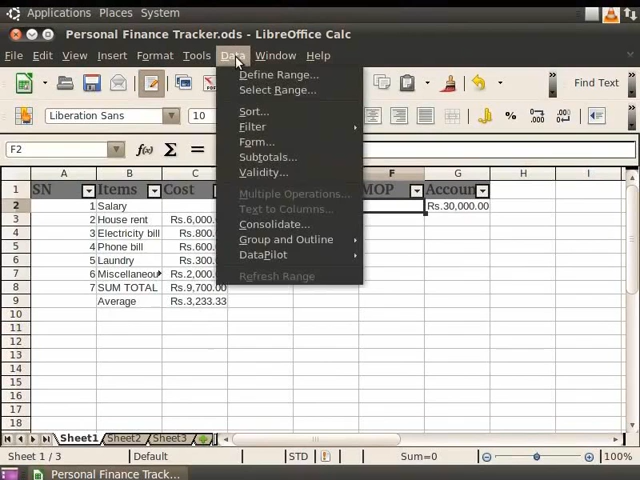 Applications Places System
Personal Finance Tracker.ods - LibreOffice Calc
File Edit View Insert Format Tools Data Window Help
Define Range...
Select Range...
Sort...
Filter
Form...
Subtotals...
Validity...
Multiple Operations...
Text to Columns...
Consolidate...
Group and Outline
DataPilot
Refresh Range
Find Text
Liberation Sans 10
F2
A B C F G H I
1 SN Items Cost MOP Accoun
2 1 Salary Rs.30,000.00
3 2 House rent Rs.6,000.
4 3 Electricity bill Rs.800.
5 4 Phone bill Rs.600.
6 5 Laundry Rs.300.
7 6 Miscellaneou Rs.2,000.
8 7 SUM TOTAL Rs.9,700.00
9 Average Rs.3,233.33
10
11
12
13
14
15
16
17
18
Sheet1 Sheet2 Sheet3
Sheet 1 / 3 Default STD Sum=0 100%
Personal Finance Track...